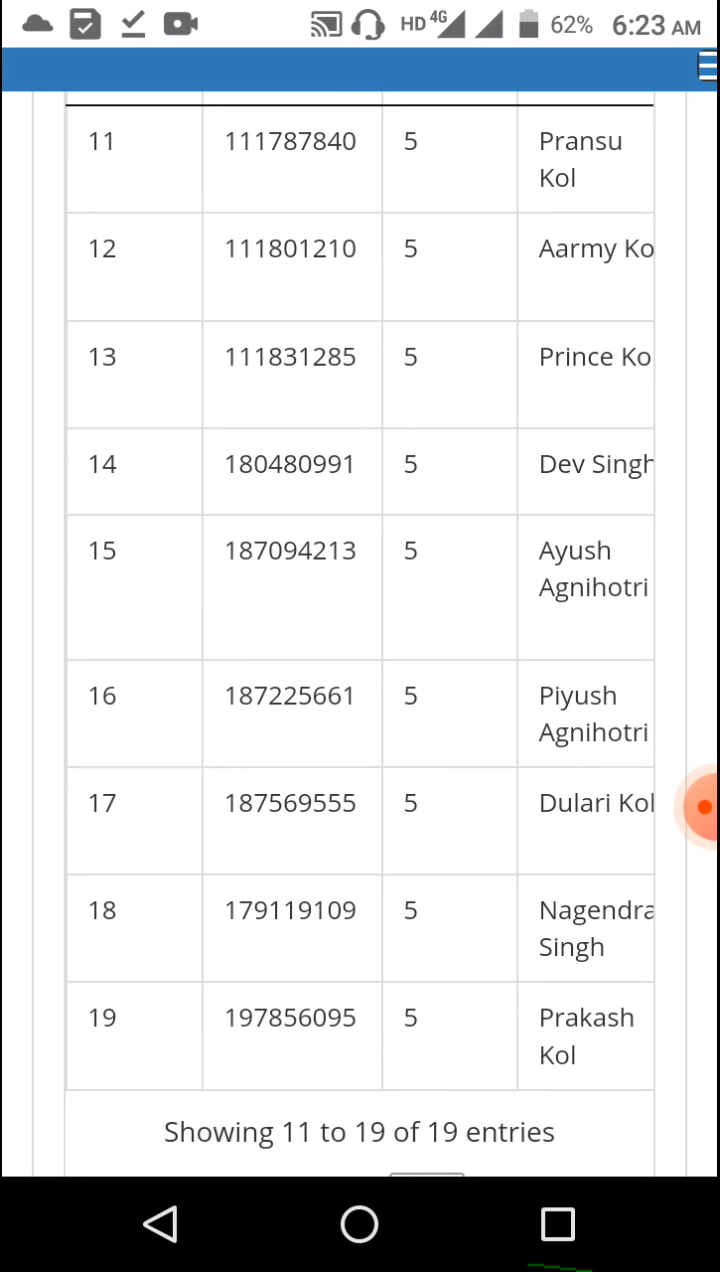 HD 4G 62% 6:23 AM
11 111787840 5 Pransu
Kol
12 111801210 5 Aarmy Ko
13 111831285 5 Prince Ko
14 180480991 5 Dev Singh
15 187094213 5 Ayush
Agnihotri
16 187225661 5 Piyush
Agnihotri
17 187569555 5 Dulari Kol
18 179119109 5 Nagendra
Singh
19 197856095 5 Prakash
Kol
Showing 11 to 19 of 19 entries